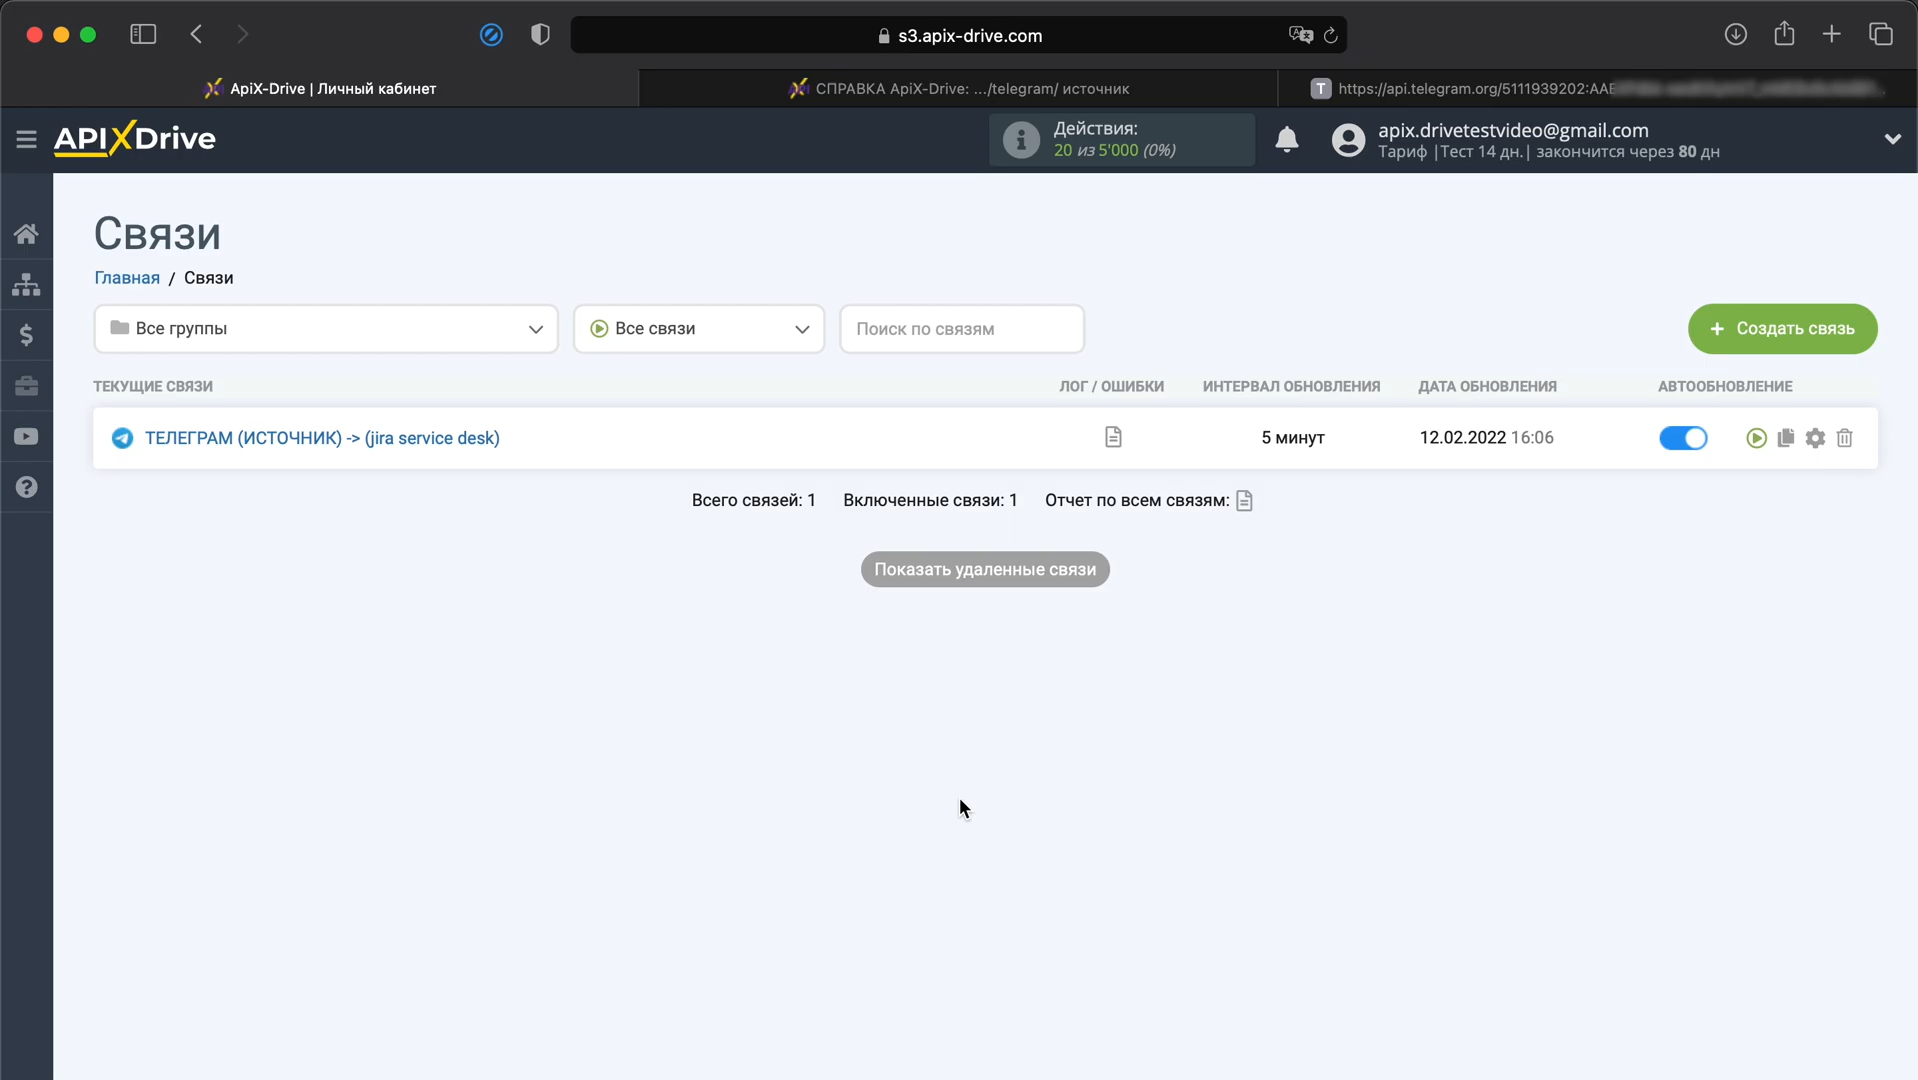 s3.apix-drive.com
ApiX-Drive | Личный кабинет
СПРАВКА ApiX-Drive: .../telegram/ источник
T https://api.telegram.org/5111939202:AAE
APIXDrive
Действия:
20 из 5'000 (0%)
apix.drivetestvideo@gmail.com
Тариф |Тест 14 дн.| закончится через 80 дн
Связи
Главная / Связи
Все группы
Все связи
Поиск по связям
+ Создать связь
ТЕКУЩИЕ СВЯЗИ ЛОГ / ОШИБКИ ИНТЕРВАЛ ОБНОВЛЕНИЯ ДАТА ОБНОВЛЕНИЯ АВТООБНОВЛЕНИЕ
ТЕЛЕГРАМ (ИСТОЧНИК) -> (jira service desk) 5 минут 12.02.2022 16:06
Всего связей: 1 Включенные связи: 1 Отчет по всем связям:
Показать удаленные связи